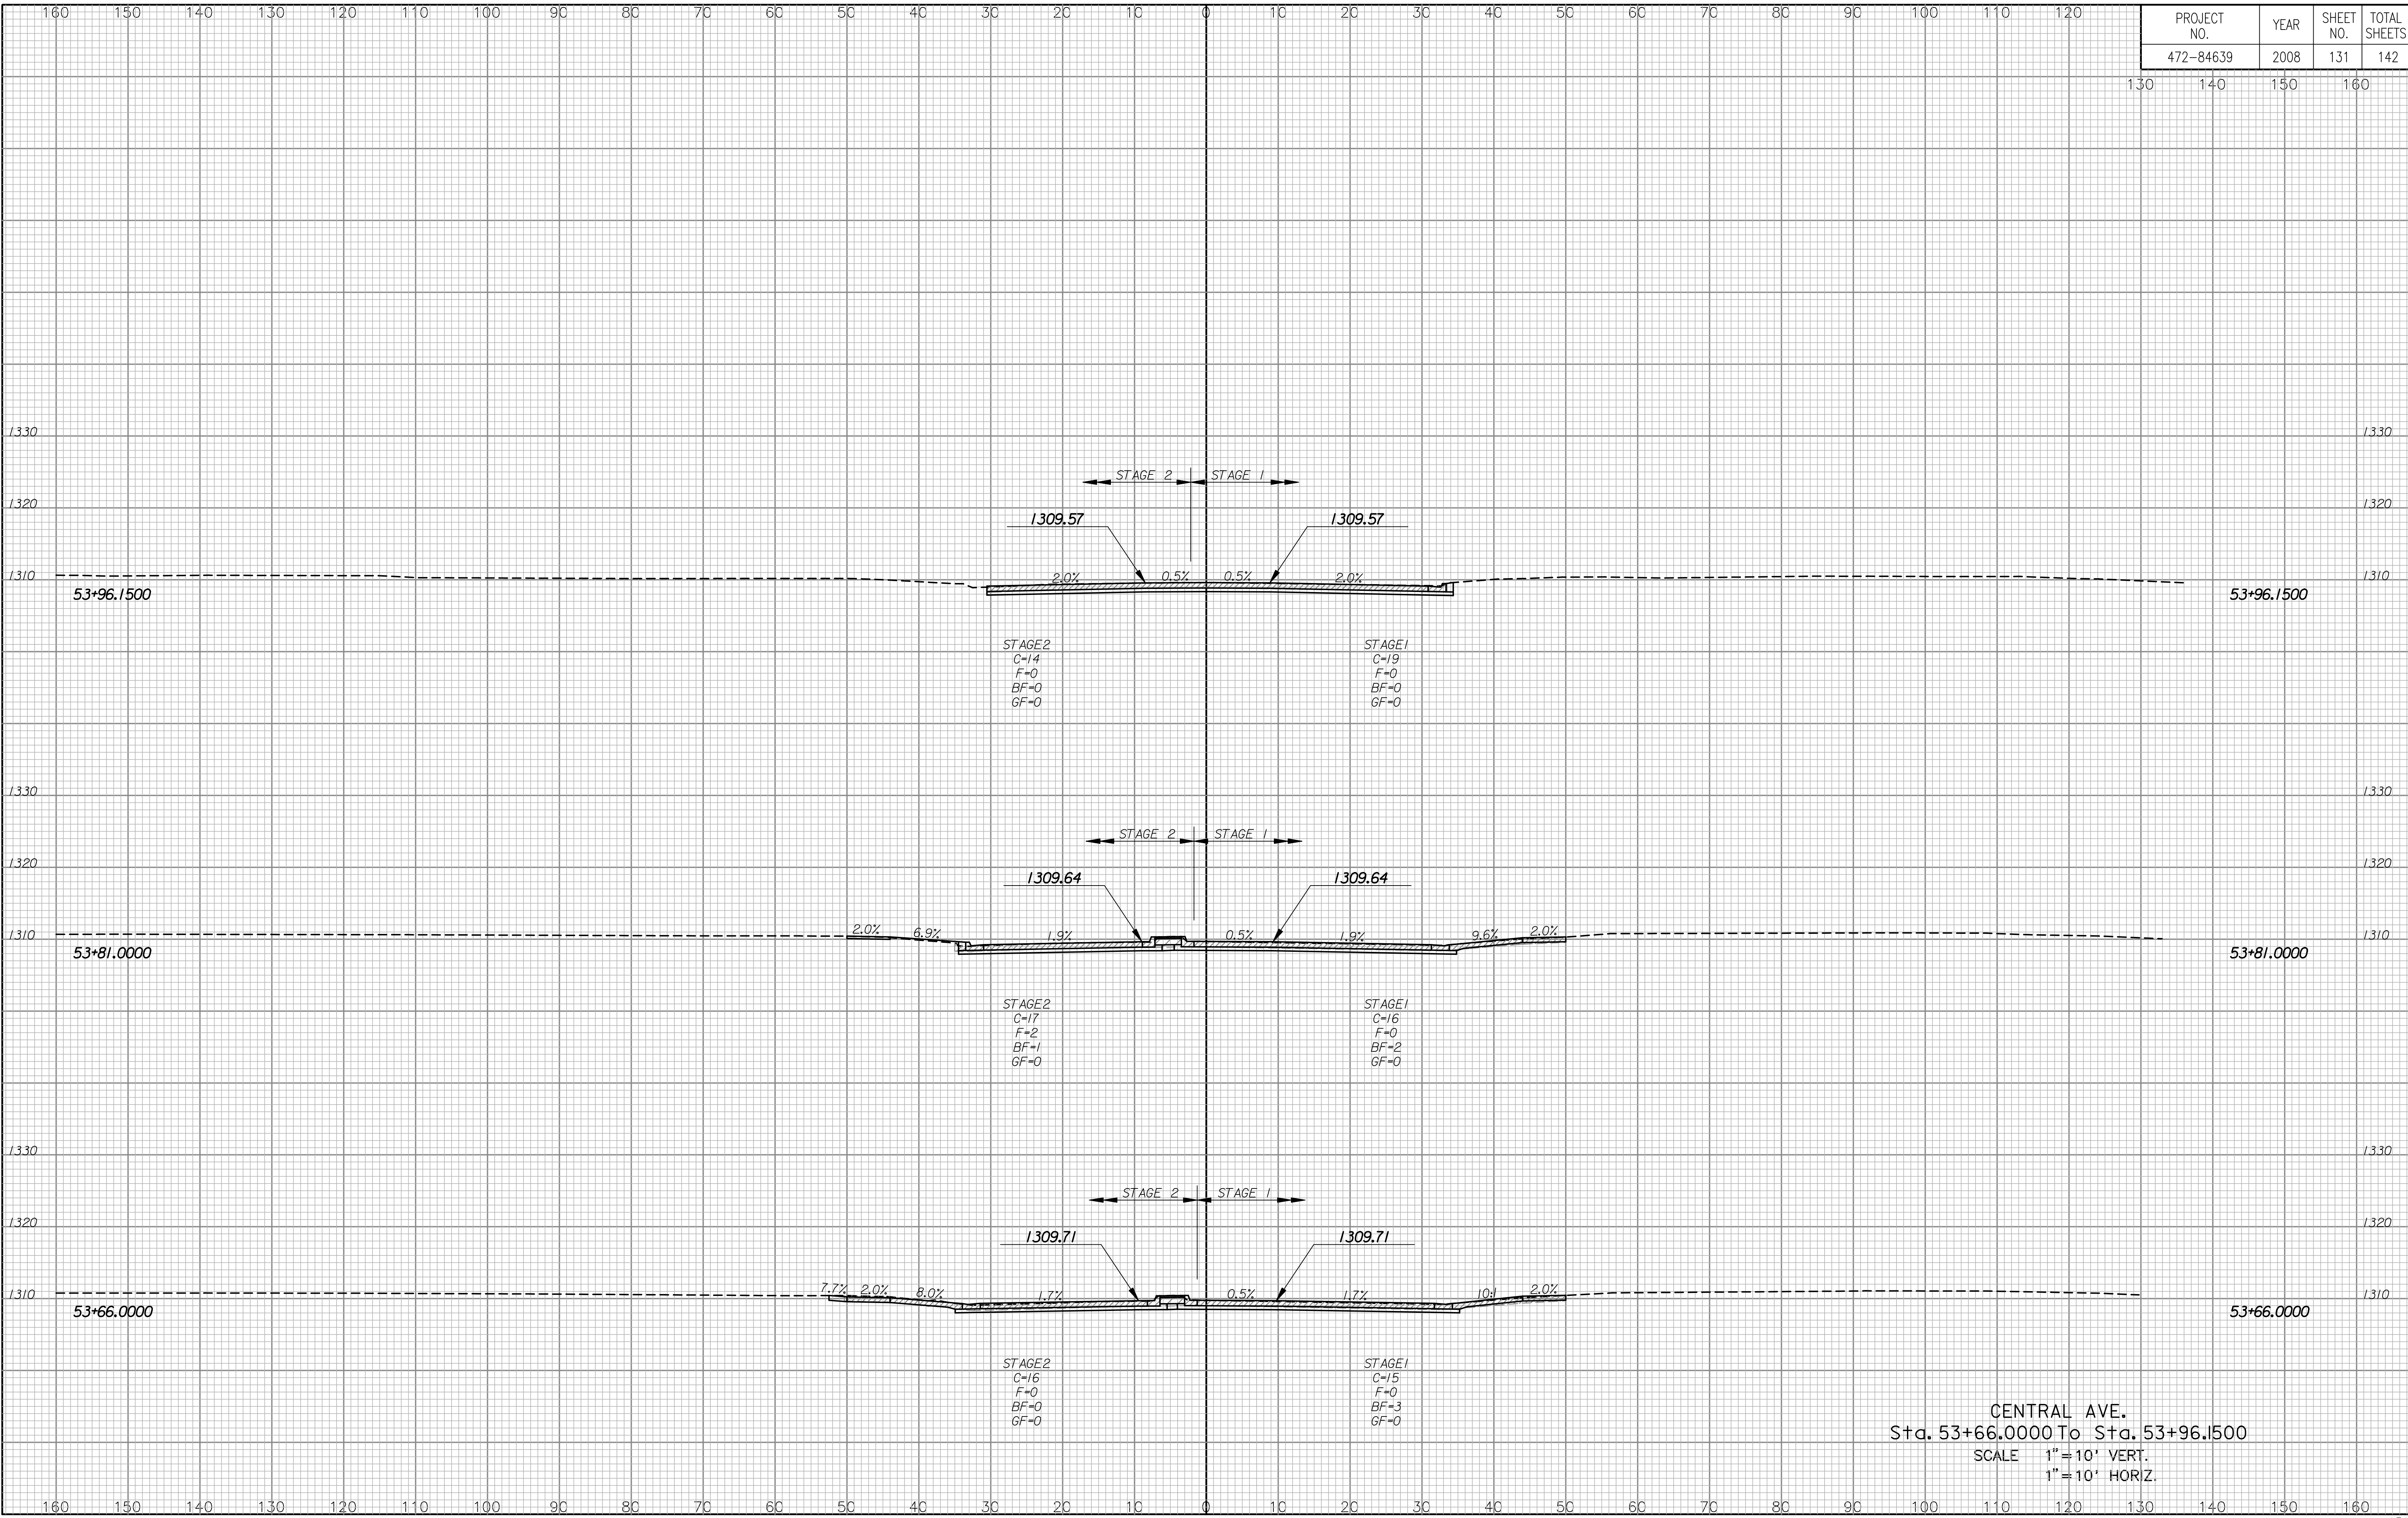 160 150 140 130 120 110 100 90 80 70 60 50 40 30 20 10 0 10 20 30 40 50 60 70 80 90 100 110 120
PROJECT NO. YEAR SHEET NO. TOTAL SHEETS
472-84639 2008 131 142
130 140 150 160
1330 1330
STAGE 2 STAGE 1
1320 1320
1309.57 1309.57
1310 2.0% 0.5% 0.5% 2.0% 1310
53+96.1500 53+96.1500
STAGE2 STAGE1
C=14 C=19
F=0 F=0
BF=0 BF=0
GF=0 GF=0
1330 1330
STAGE 2 STAGE 1
1320 1320
1309.64 1309.64
1310 2.0% 6.9% 1.9% 0.5% 1.9% 9.6% 2.0% 1310
53+81.0000 53+81.0000
STAGE2 STAGE1
C=17 C=16
F=2 F=0
BF=1 BF=2
GF=0 GF=0
1330 1330
STAGE 2 STAGE 1
1320 1320
1309.71 1309.71
1310 7.7% 2.0% 8.0% 1.7% 0.5% 1.7% 10:1 2.0% 1310
53+66.0000 53+66.0000
STAGE2 STAGE1
C=16 C=15
F=0 F=0
BF=0 BF=3
GF=0 GF=0
CENTRAL AVE.
Sta. 53+66.0000 To Sta. 53+96.1500
SCALE 1"=10' VERT.
1"=10' HORIZ.
160 150 140 130 120 110 100 90 80 70 60 50 40 30 20 10 0 10 20 30 40 50 60 70 80 90 100 110 120 130 140 150 160